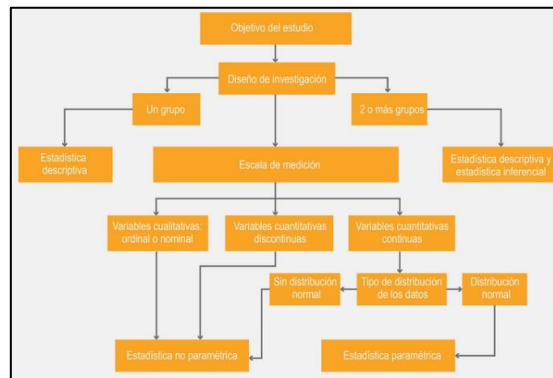 Objetivo del estudio
Diseño de investigación
Un grupo
2 o más grupos
Estadística
descriptiva
Escala de medición
Estadística descriptiva y
estadística inferencial
Variables cualitativas:
ordinal o nominal
Variables cuantitativas
discontinuas
Variables quantitativas
continuas
Sin distribución
normal
Tipo de distribución
de los datos
Distribución
normal
Estadística no paramétrica
Estadística paramétrica